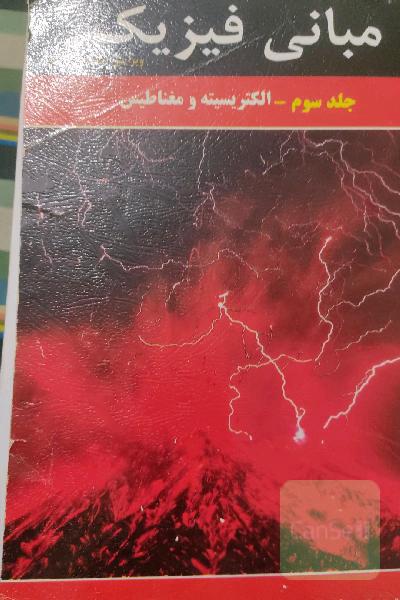 مبانی فیزیک
جلد سوم - الکتریسیته و مغناطیس